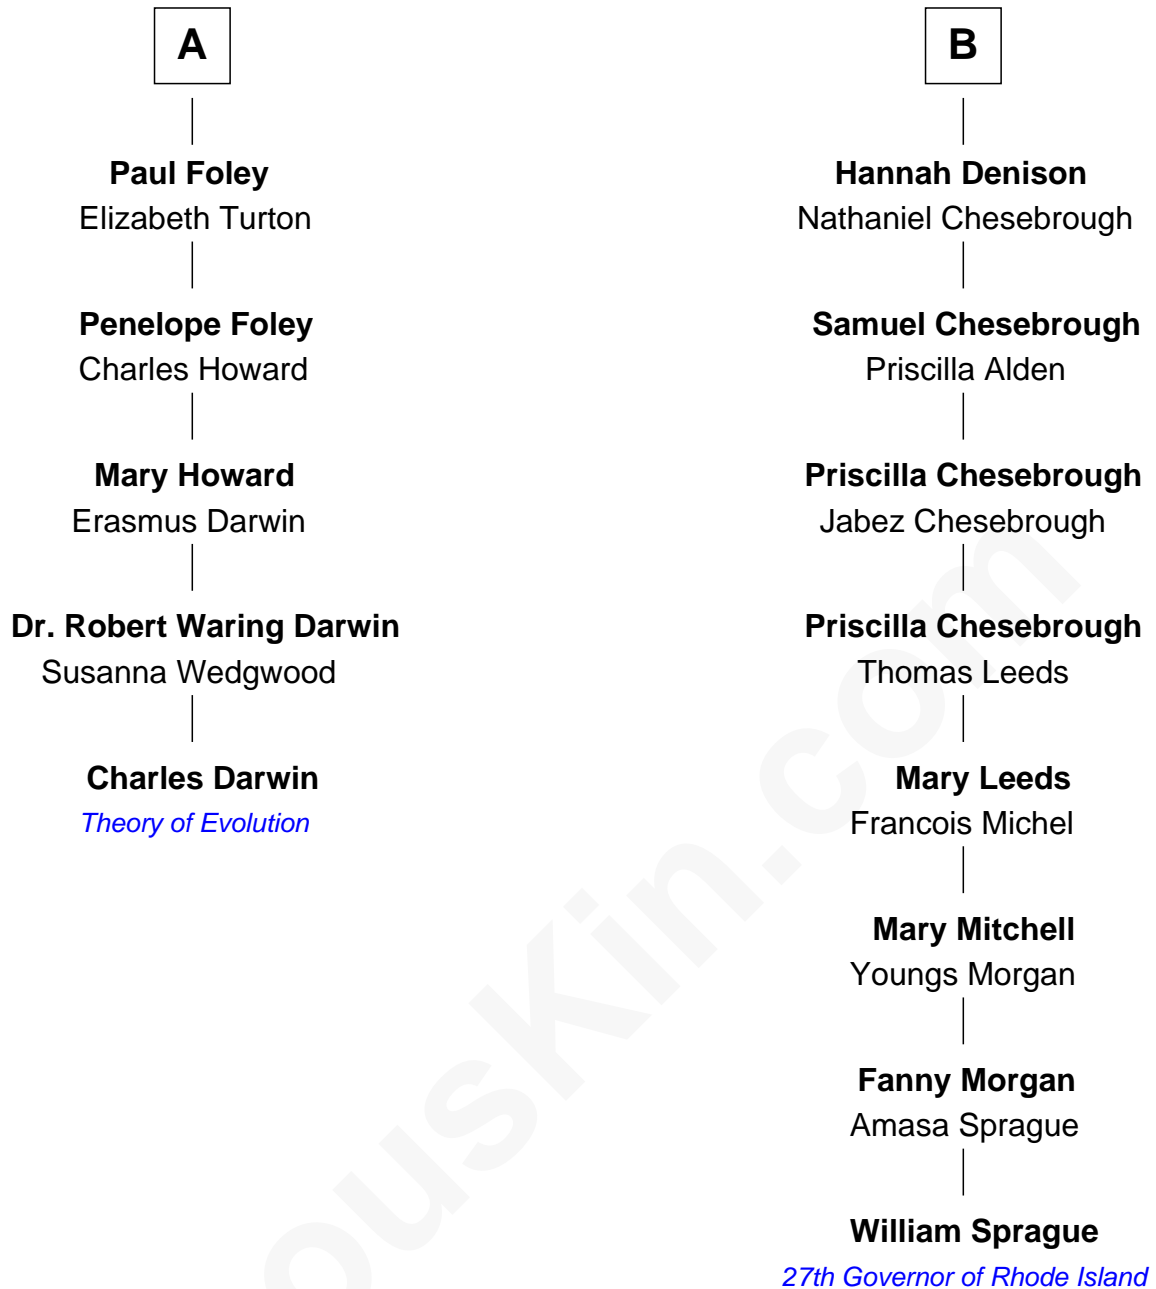 A
Paul Foley
Elizabeth Turton
Penelope Foley
Charles Howard
Mary Howard
Erasmus Darwin
Dr. Robert Waring Darwin
Susanna Wedgwood
Charles Darwin
Theory of Evolution
B
Hannah Denison
Nathaniel Chesebrough
Samuel Chesebrough
Priscilla Alden
Priscilla Chesebrough
Jabez Chesebrough
Priscilla Chesebrough
Thomas Leeds
Mary Leeds
Francois Michel
Mary Mitchell
Youngs Morgan
Fanny Morgan
Amasa Sprague
William Sprague
27th Governor of Rhode Island
ouskin.com